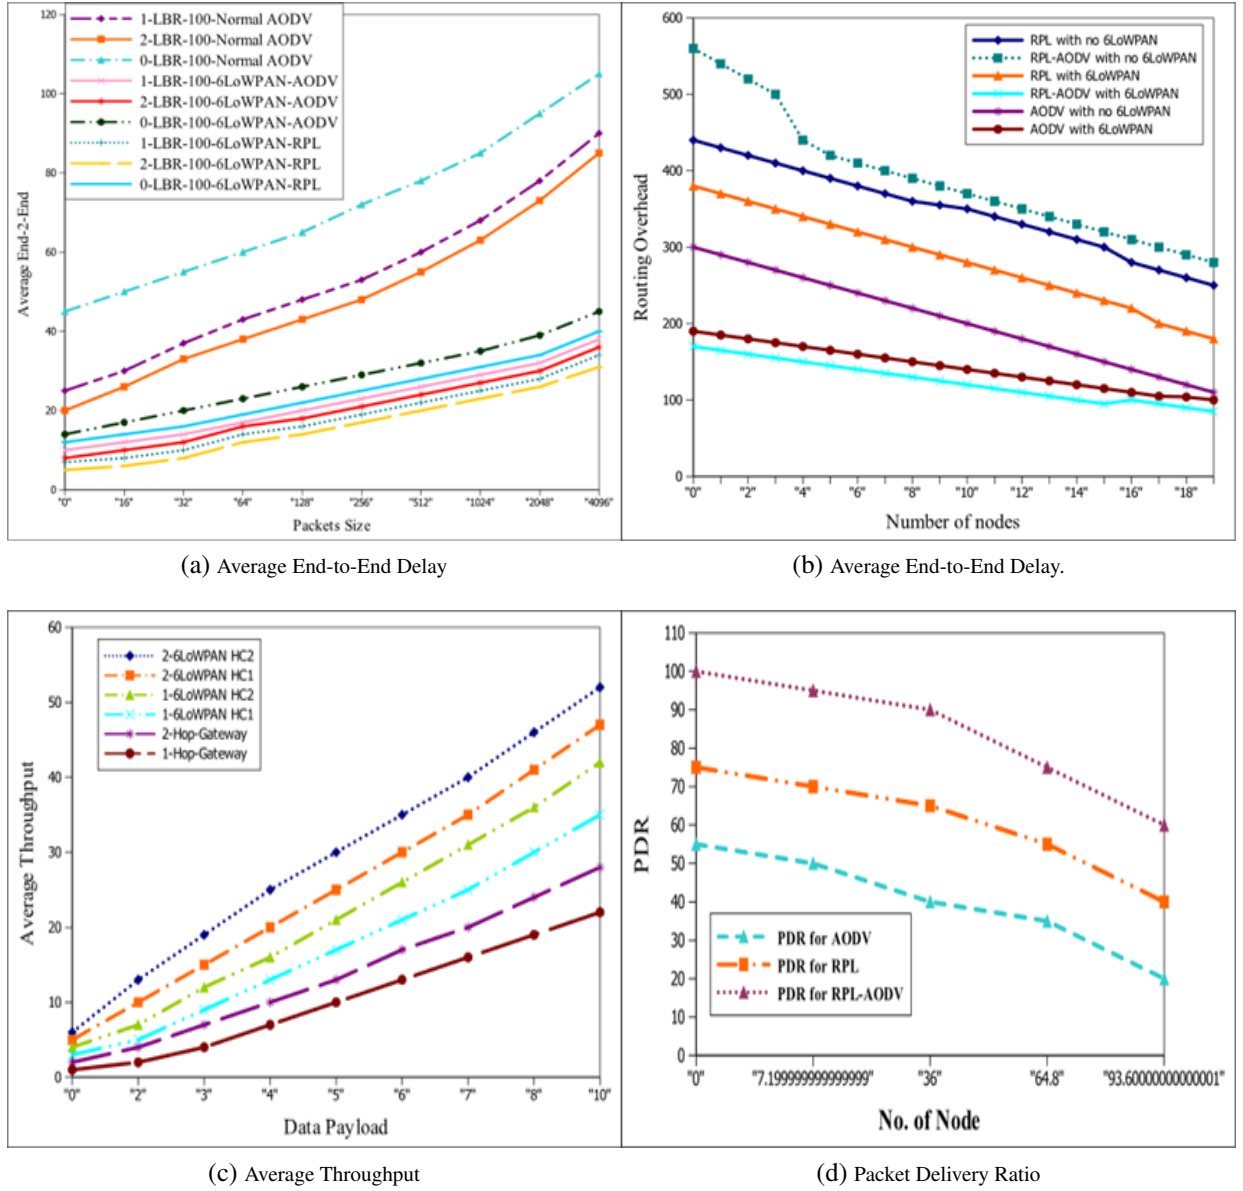 120
100
80
60
40
20
0
Average End-2-End
1-LBR-100-Normal AODV
2-LBR-100-Normal AODV
0-LBR-100-Normal AODV
1-LBR-100-6LoWPAN-AODV
2-LBR-100-6LoWPAN-AODV
0-LBR-100-6LoWPAN-AODV
1-LBR-100-6LoWPAN-RPL
2-LBR-100-6LoWPAN-RPL
0-LBR-100-6LoWPAN-RPL
"0" "16" "32" "64" "128" "256" "512" "1024" "2048" "4096"
Packets Size
(a) Average End-to-End Delay
600
500
400
300
200
100
0
Routing Overhead
RPL with no 6LoWPAN
RPL-AODV with no 6LoWPAN
RPL with 6LoWPAN
RPL-AODV with 6LoWPAN
AODV with no 6LoWPAN
AODV with 6LoWPAN
"0" "2" "4" "6" "8" "10" "12" "14" "16" "18"
Number of nodes
(b) Average End-to-End Delay.
60
50
40
30
20
10
0
Average Throughput
2-6LoWPAN HC2
2-6LoWPAN HC1
1-6LoWPAN HC2
1-6LoWPAN HC1
2-Hop-Gateway
1-Hop-Gateway
"0" "2" "3" "4" "5" "6" "7" "8" "10"
Data Payload
(c) Average Throughput
110
100
90
80
70
60
50
40
30
20
10
0
PDR
PDR for AODV
PDR for RPL
PDR for RPL-AODV
"0" "7.19999999999999" "36" "64.8" "93.60000000000001"
No. of Node
(d) Packet Delivery Ratio